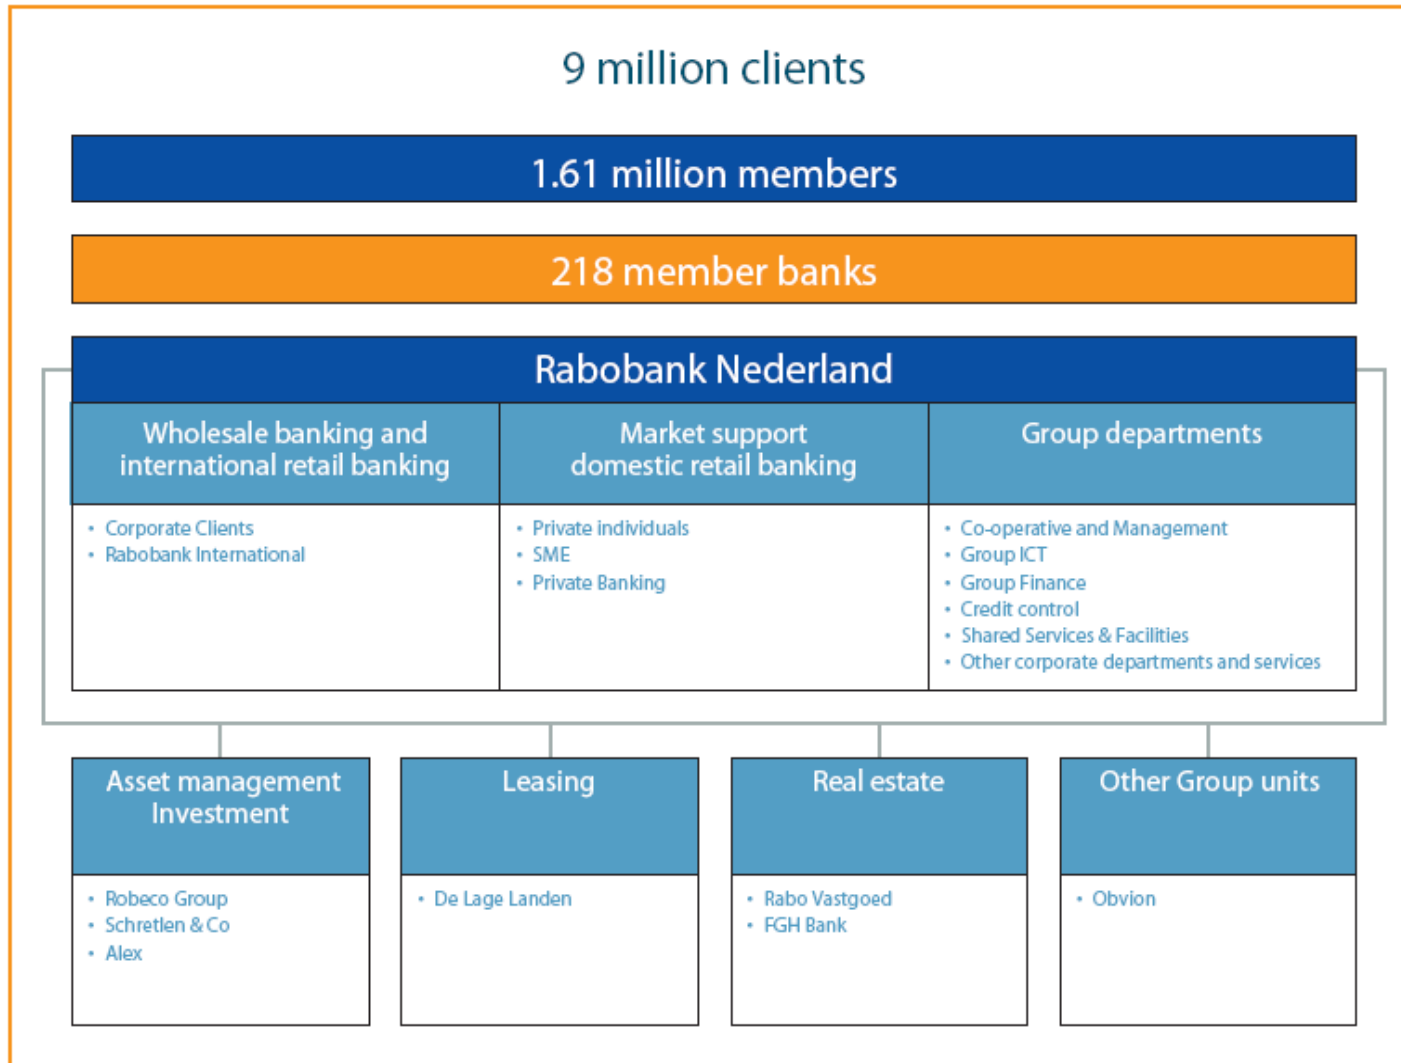 9 million clients
1.61 million members
218 member banks
Rabobank Nederland
Wholesale banking and
international retail banking
• Corporate Clients
• Rabobank International
Market support
domestic retail banking
• Private individuals
• SME
• Private Banking
Group departments
• Co-operative and Management
• Group ICT
• Group Finance
• Credit control
• Shared Services & Facilities
• Other corporate departments and services
Asset management
Investment
• Robeco Group
• Schretlen & Co
• Alex
Leasing
• De Lage Landen
Real estate
• Rabo Vastgoed
• FGH Bank
Other Group units
• Obvion